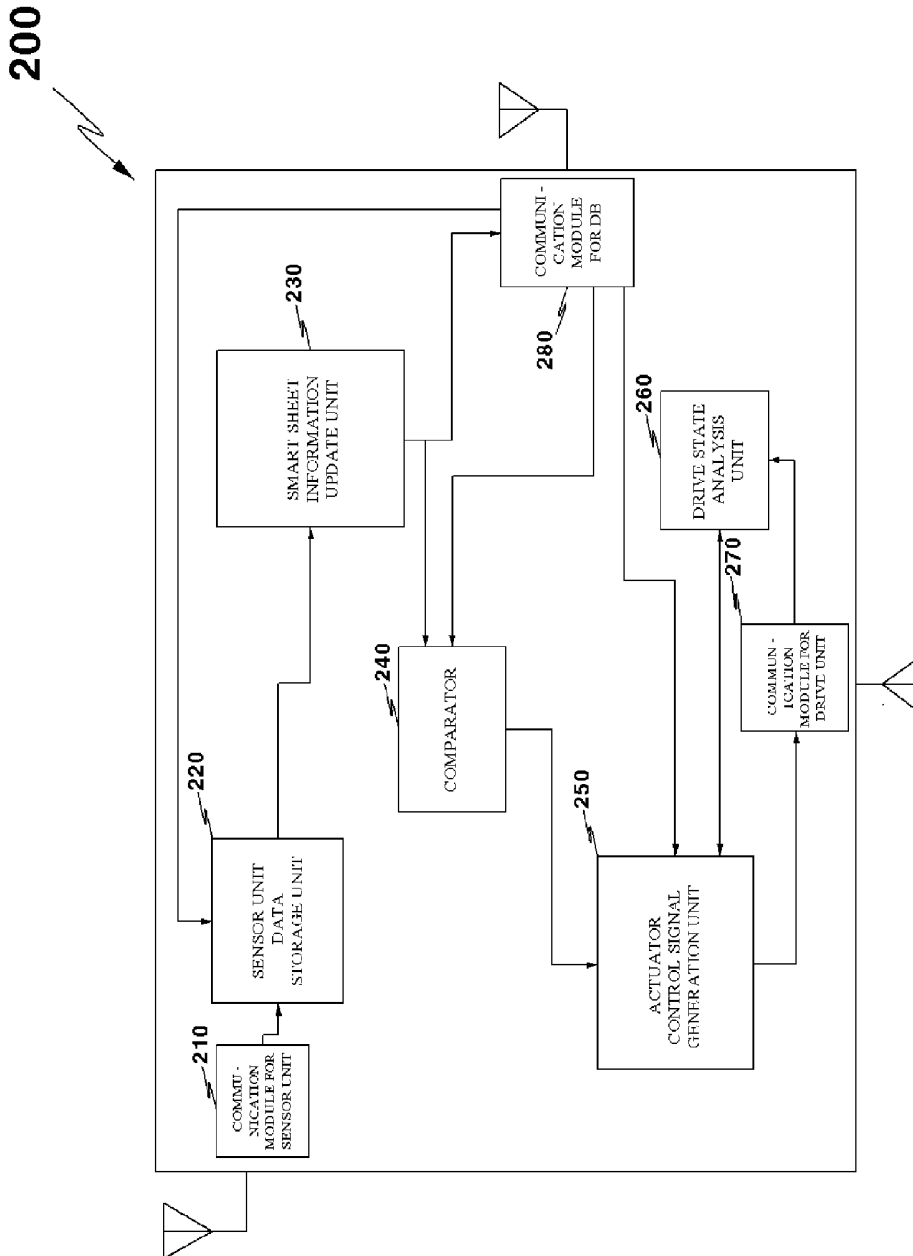 200
210
COMMU -
NICATION
MODULE FOR
SENSOR UNIT
220
SENSOR UNIT
DATA
STORAGE UNIT
230
SMART SHEET
INFORMATION
UPDATE UNIT
240
COMPARATOR
250
ACTUATOR
CONTROL SIGNAL
GENERATION UNIT
260
DRIVE STATE
ANALYSIS
UNIT
270
COMMUN -
ICATION
MODULE FOR
DRIVE UNIT
280
COMMUNI -
CATION
MODULE
FOR DB